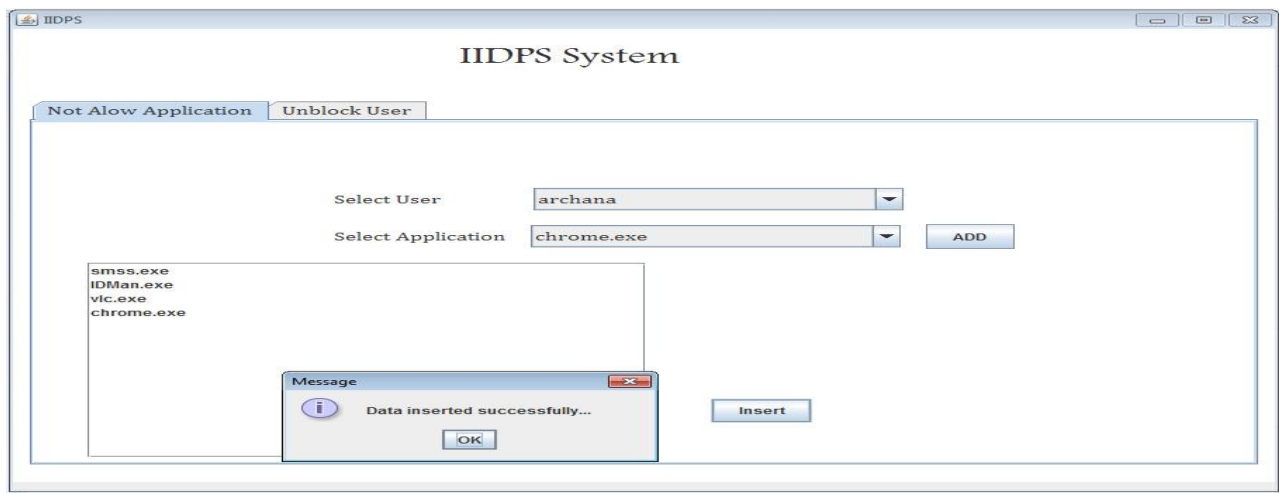 IIDPS
IIDPS System
Not Alow Application Unblock User
Select User archana
Select Application chrome.exe ADD
smss.exe
IDMan.exe
vlc.exe
chrome.exe
Message
Data inserted successfully...
OK
Insert